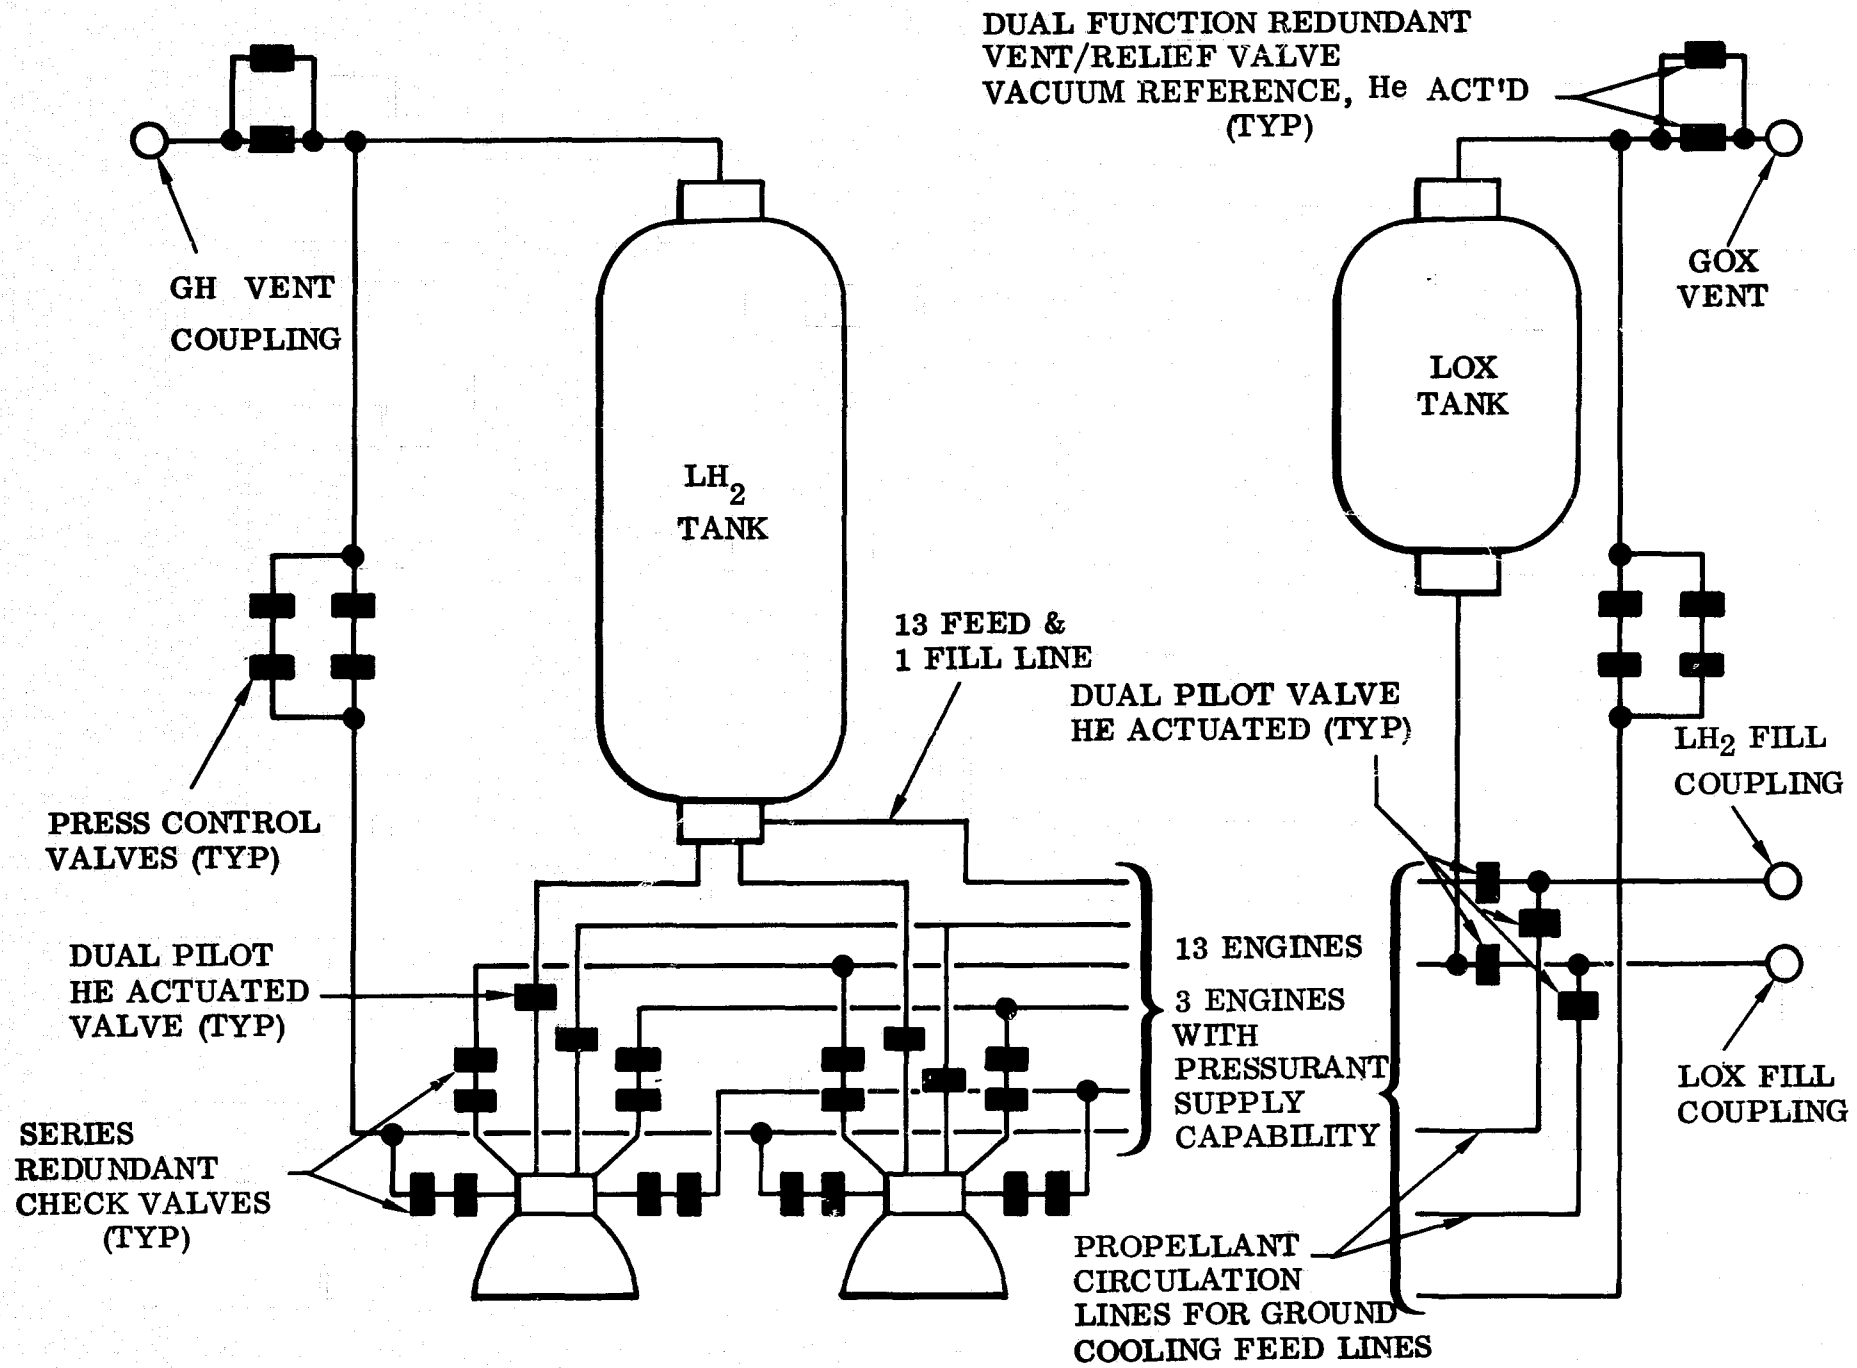 DUAL FUNCTION REDUNDANT
VENT/RELIEF VALVE
VACUUM REFERENCE, He ACT'D
(TYP)
GH VENT
COUPLING
GOX
VENT
LOX
TANK
LH2
TANK
13 FEED &
1 FILL LINE
DUAL PILOT VALVE
HE ACTUATED (TYP)
LH2 FILL
COUPLING
PRESS CONTROL
VALVES (TYP)
DUAL PILOT
HE ACTUATED
VALVE (TYP)
13 ENGINES
3 ENGINES
WITH
PRESSURANT
SUPPLY
CAPABILITY
LOX FILL
COUPLING
SERIES
REDUNDANT
CHECK VALVES
(TYP)
PROPELLANT
CIRCULATION
LINES FOR GROUND
COOLING FEED LINES